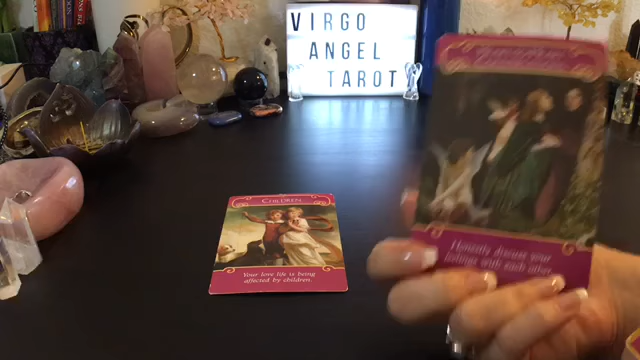 VIRGO
ANGEL
TAROT
CHILDREN
Your love life is being
affected by children.
Honestly discuss your
feelings with each other.